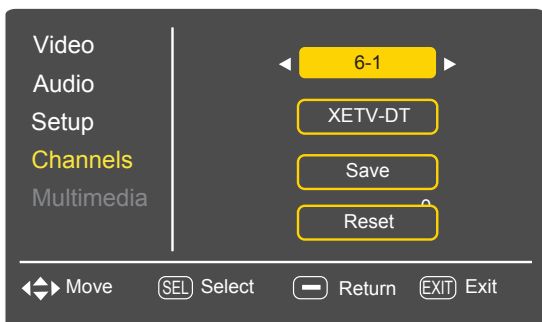 Video
Audio
Setup
Channels
Multimedia
6-1
XETV-DT
Save
Reset
Move SEL Select Return EXIT Exit